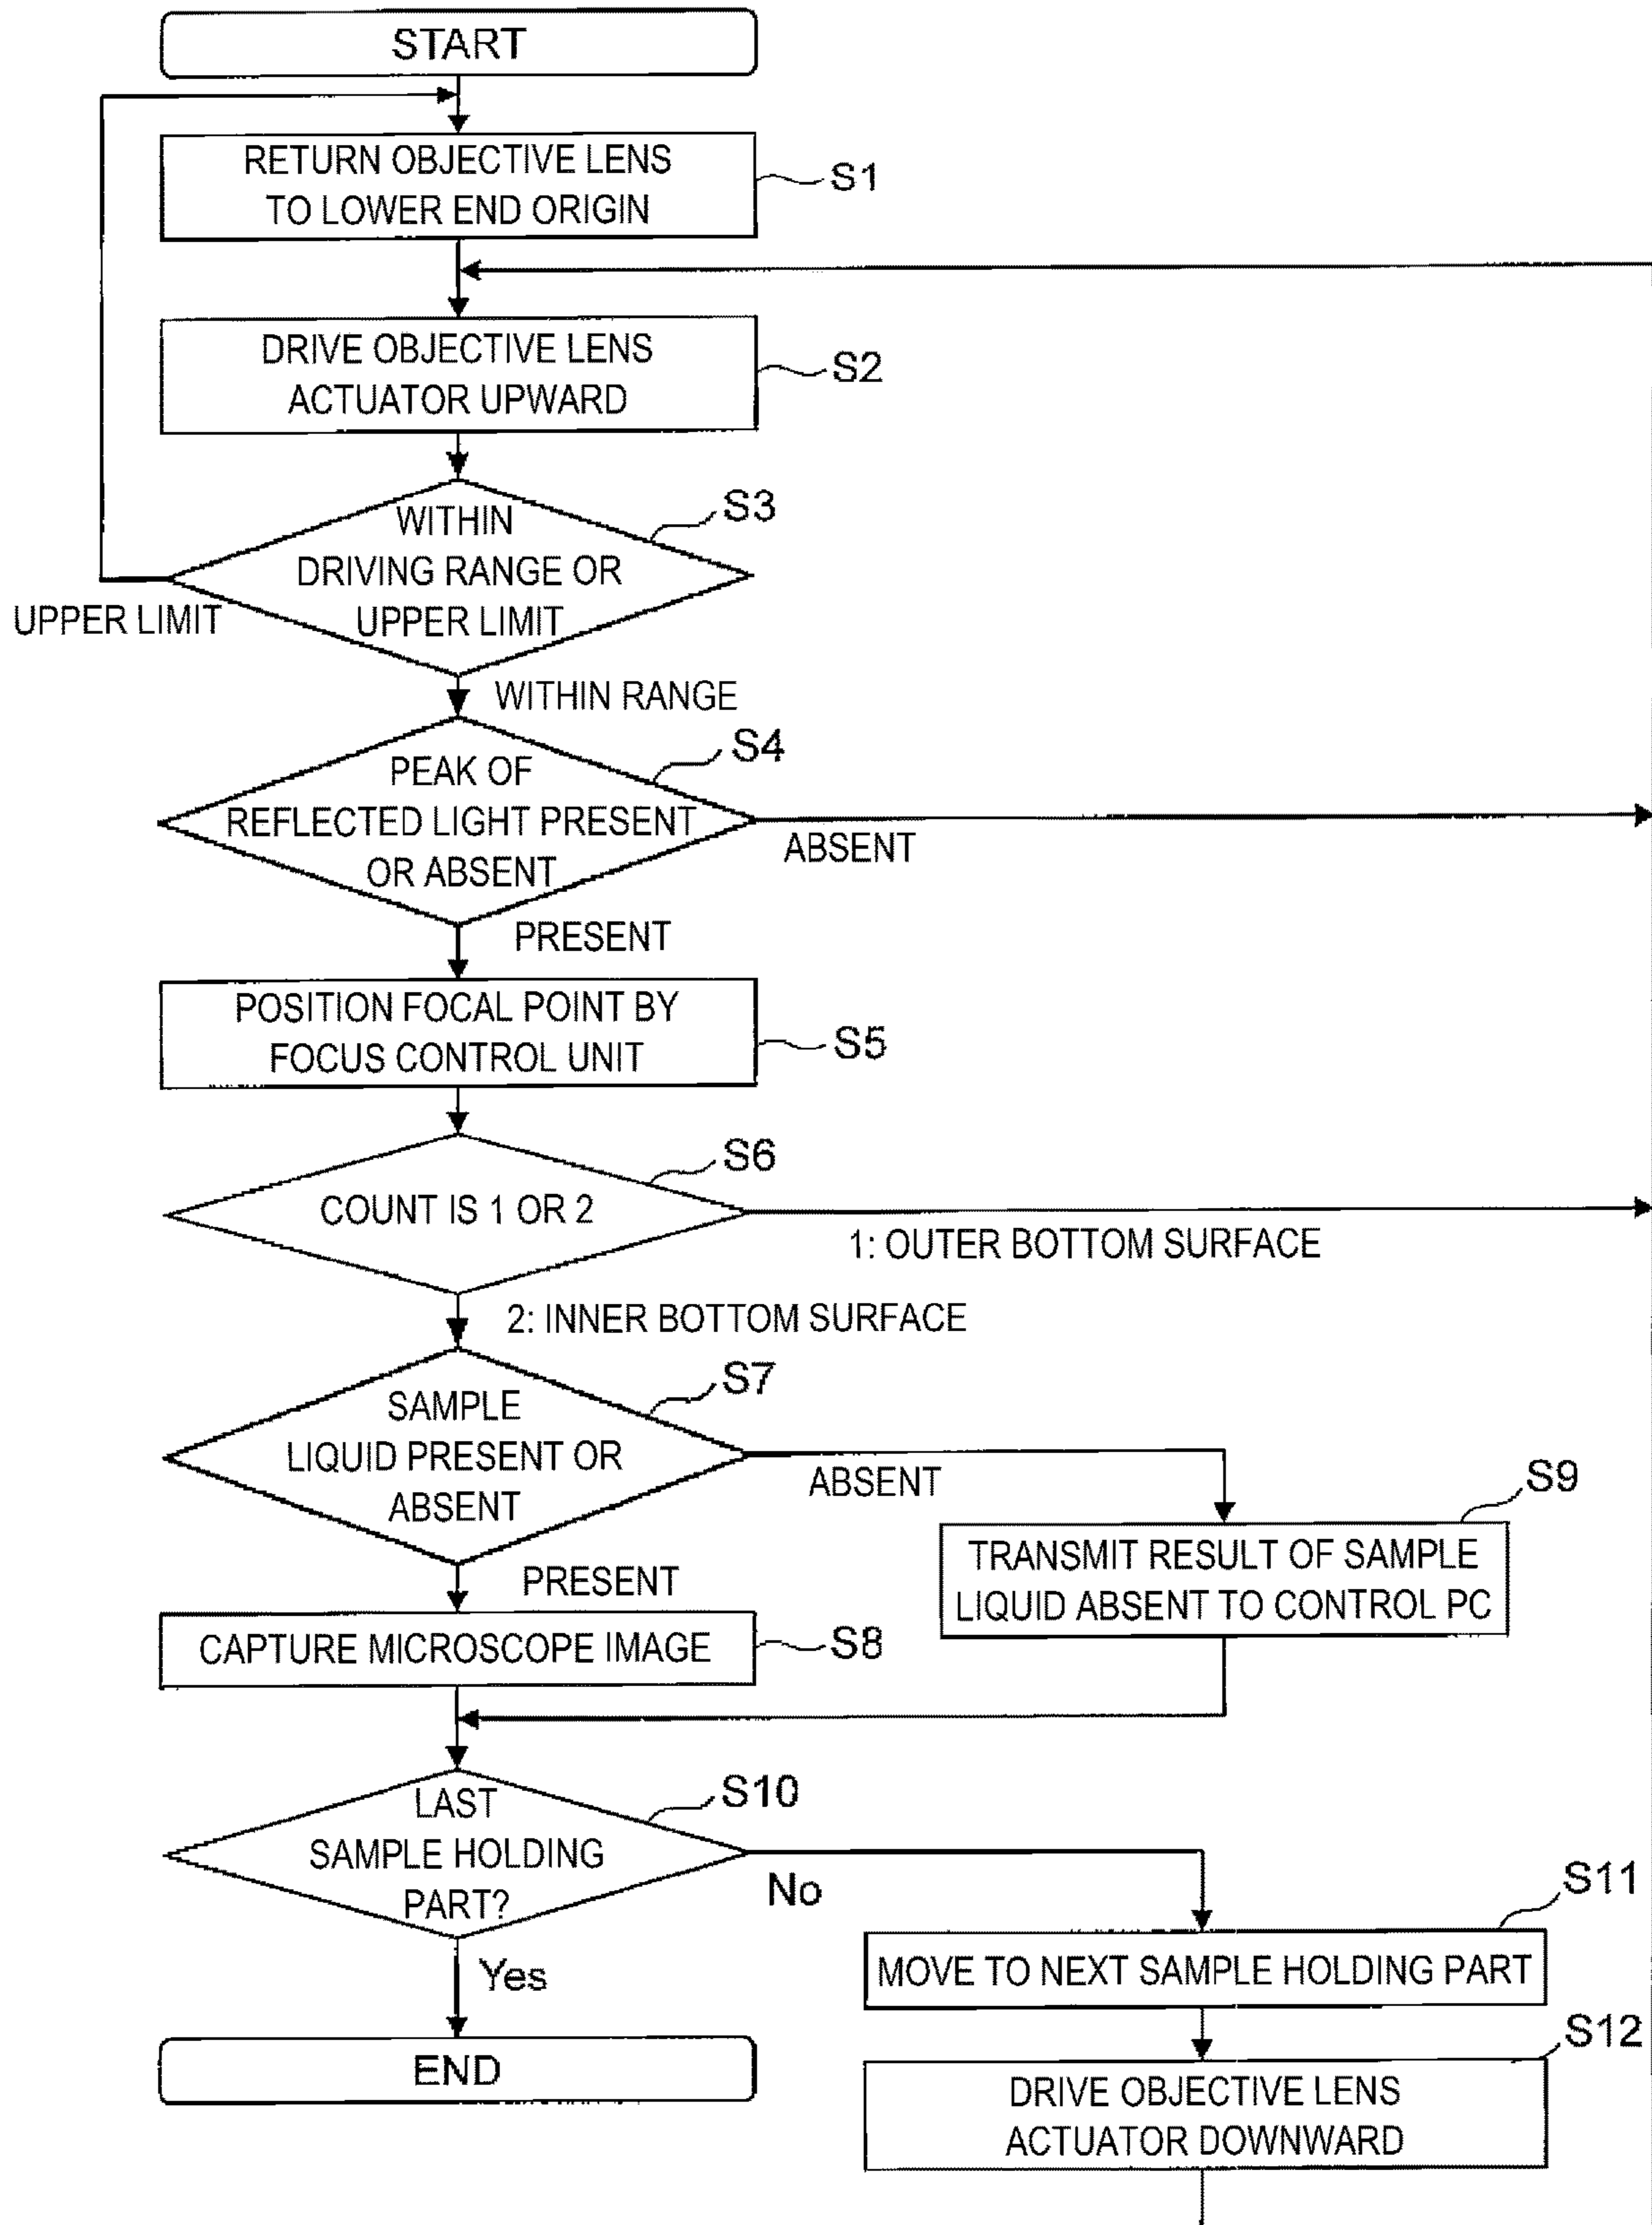 START
RETURN OBJECTIVE LENS
TO LOWER END ORIGIN
S1
DRIVE OBJECTIVE LENS
ACTUATOR UPWARD
S2
S3
WITHIN
DRIVING RANGE OR
UPPER LIMIT
UPPER LIMIT
WITHIN RANGE
S4
PEAK OF
REFLECTED LIGHT PRESENT
OR ABSENT
ABSENT
PRESENT
POSITION FOCAL POINT BY
FOCUS CONTROL UNIT
S5
S6
COUNT IS 1 OR 2
1: OUTER BOTTOM SURFACE
2: INNER BOTTOM SURFACE
S7
SAMPLE
LIQUID PRESENT OR
ABSENT
ABSENT
S9
TRANSMIT RESULT OF SAMPLE
LIQUID ABSENT TO CONTROL PC
PRESENT
CAPTURE MICROSCOPE IMAGE
S8
S10
LAST
SAMPLE HOLDING
PART?
No
S11
MOVE TO NEXT SAMPLE HOLDING PART
Yes
S12
END
DRIVE OBJECTIVE LENS
ACTUATOR DOWNWARD